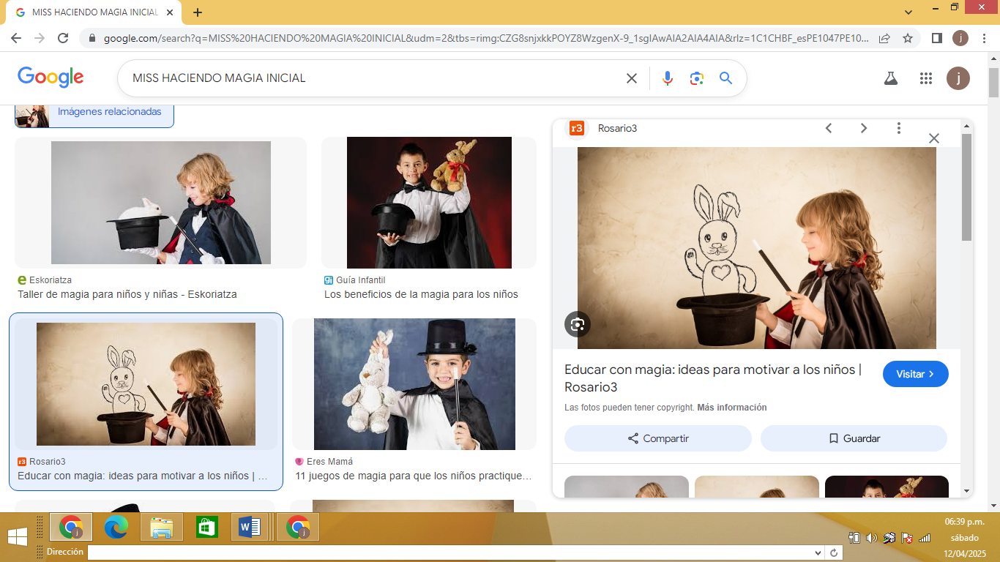 MISS HACIENDO MAGIA INICIAL
google.com/search?q=MISS%20HACIENDO%20MAGIA%20INICIAL&udm=2&tbs=rimg:CZG8snjxkkPOYZ8WzgenX-9_1sgIAwAIA2AIA4AIA&rlz=1C1CHBF_esPE1047PE10...
j
Google
MISS HACIENDO MAGIA INICIAL
j
Imágenes relacionadas
r3 Rosario3
Eskoriatza
Taller de magia para niños y niñas - Eskoriatza
gi Guía Infantil
Los beneficios de la magia para los niños
r3 Rosario3
Educar con magia: ideas para motivar a los niños | ...
Eres Mamá
11 juegos de magia para que los niños practique...
Educar con magia: ideas para motivar a los niños |
Rosario3
Visitar
Las fotos pueden tener copyright. Más información
Compartir
Guardar
j
W
j
Dirección
06:39 p.m.
sábado
12/04/2025